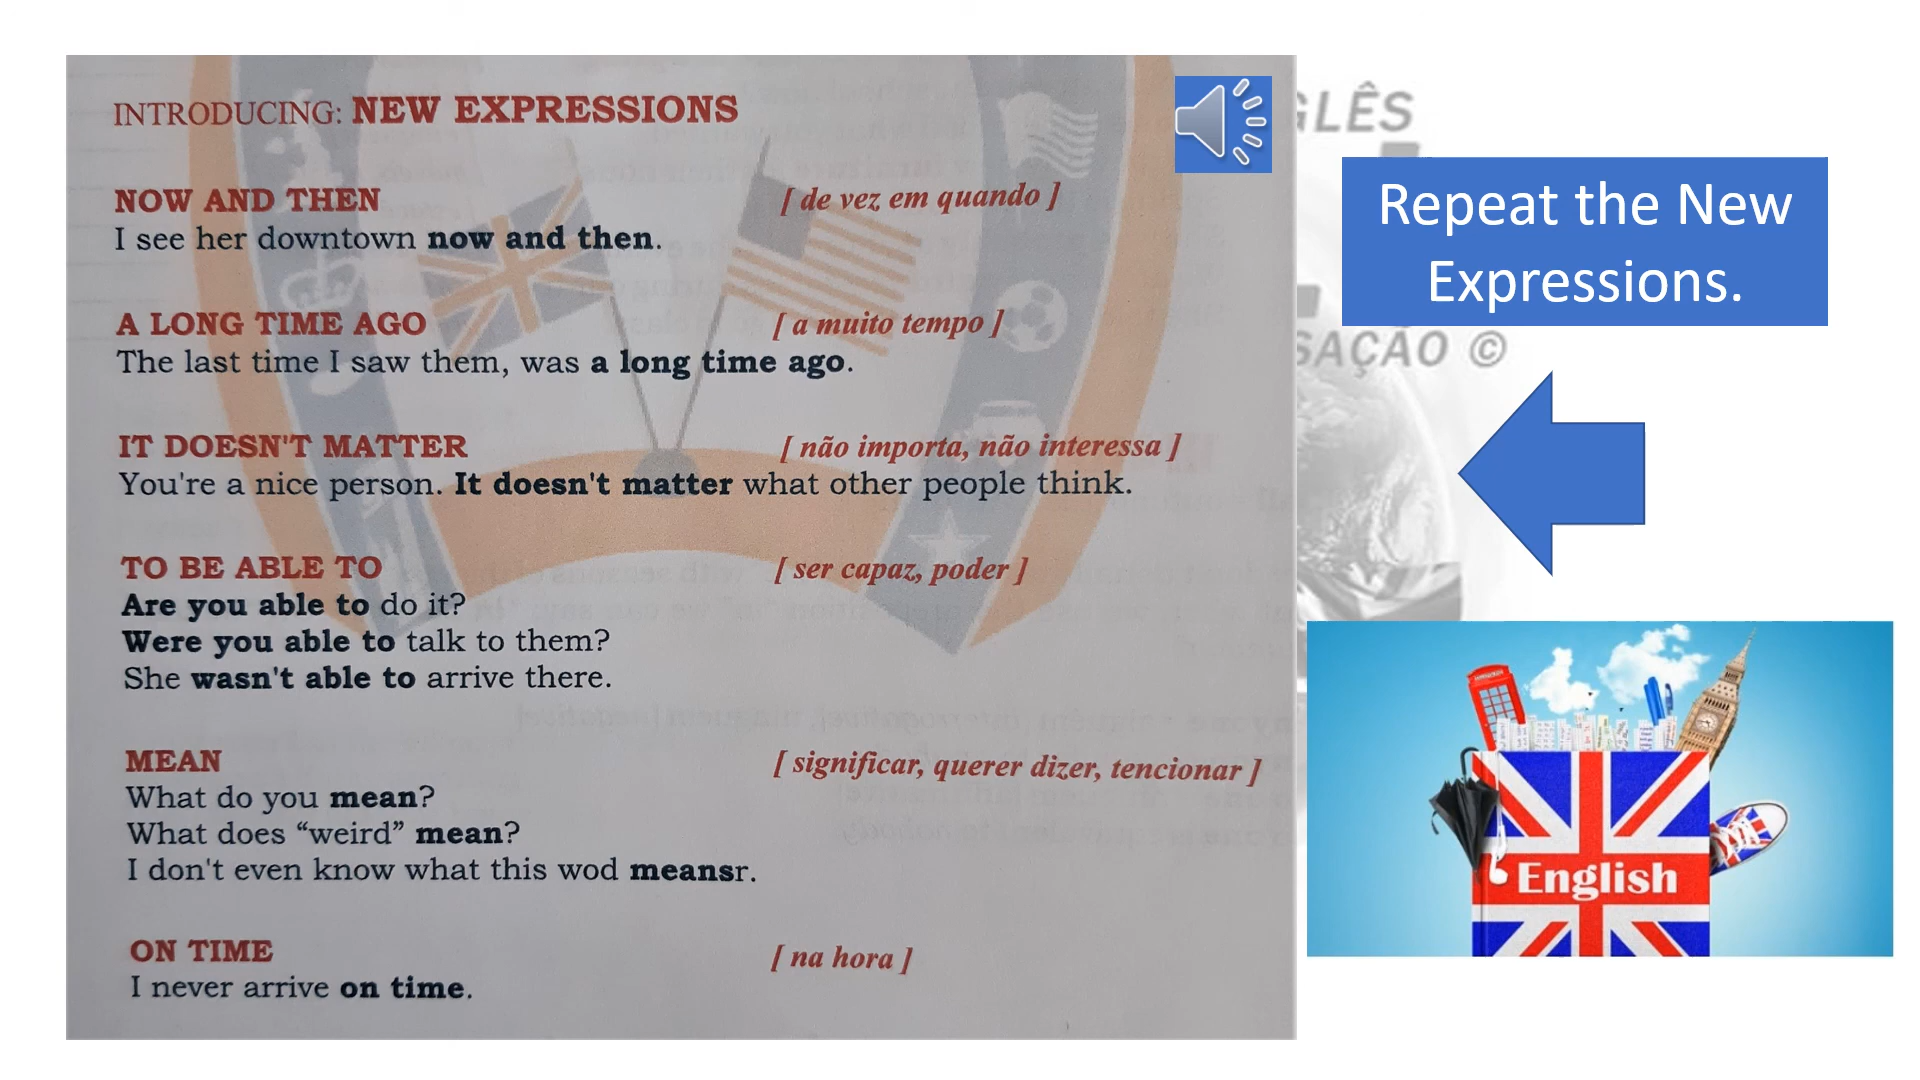 INTRODUCING: NEW EXPRESSIONS
NOW AND THEN [ de vez em quando ]
I see her downtown now and then.
A LONG TIME AGO [ a muito tempo ]
The last time I saw them, was a long time ago.
IT DOESN'T MATTER [ não importa, não interessa ]
You're a nice person. It doesn't matter what other people think.
TO BE ABLE TO [ ser capaz, poder ]
Are you able to do it?
Were you able to talk to them?
She wasn't able to arrive there.
MEAN [ significar, querer dizer, tencionar ]
What do you mean?
What does “weird” mean?
I don't even know what this wod meansr.
ON TIME [ na hora ]
I never arrive on time.
GLÊS
Repeat the New
Expressions.
SAÇÃO ©
English